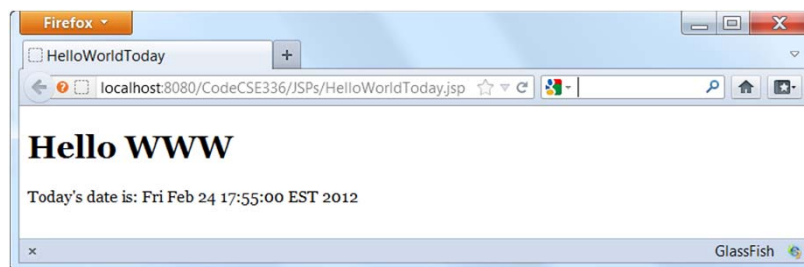 Firefox
HelloWorldToday
localhost:8080/CodeCSE336/JSPs/HelloWorldToday.jsp
Hello WWW
Today's date is: Fri Feb 24 17:55:00 EST 2012
× GlassFish